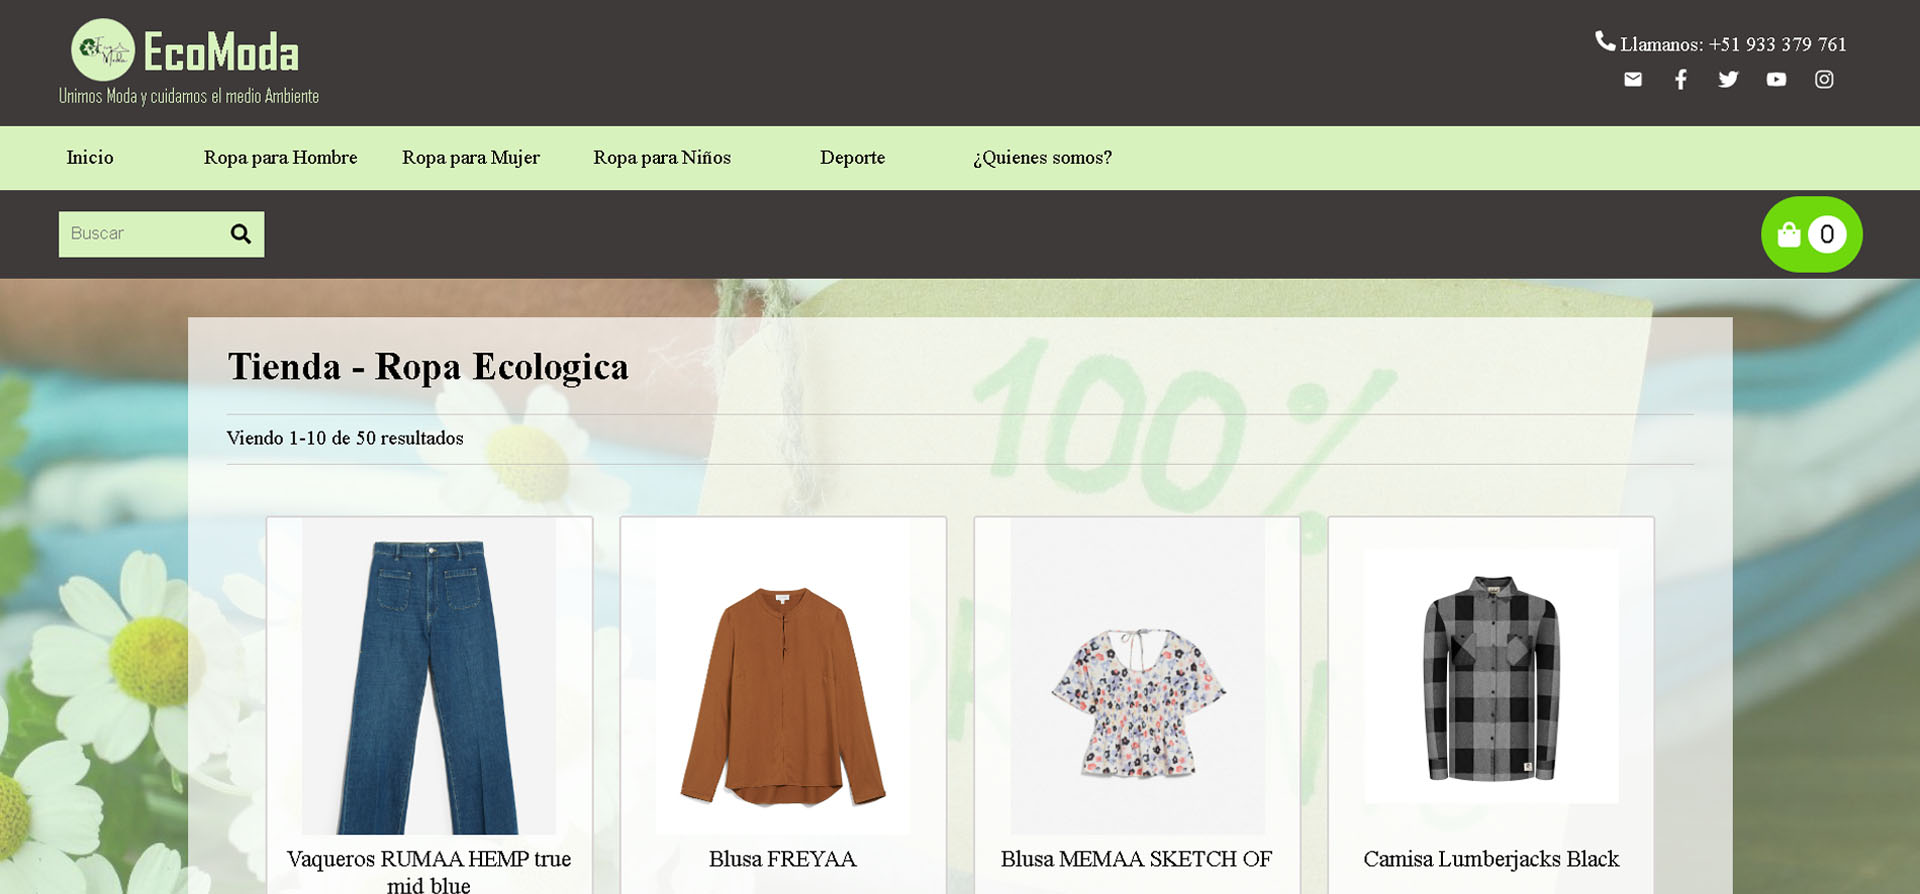 EcoModa
Unimos Moda y cuidamos el medio Ambiente
Llamanos: +51 933 379 761
Inicio
Ropa para Hombre
Ropa para Mujer
Ropa para Niños
Deporte
¿Quienes somos?
Buscar
0
Tienda - Ropa Ecologica
100%
Viendo 1-10 de 50 resultados
Vaqueros RUMAA HEMP true
mid blue
Blusa FREYAA
Blusa MEMAA SKETCH OF
Camisa Lumberjacks Black